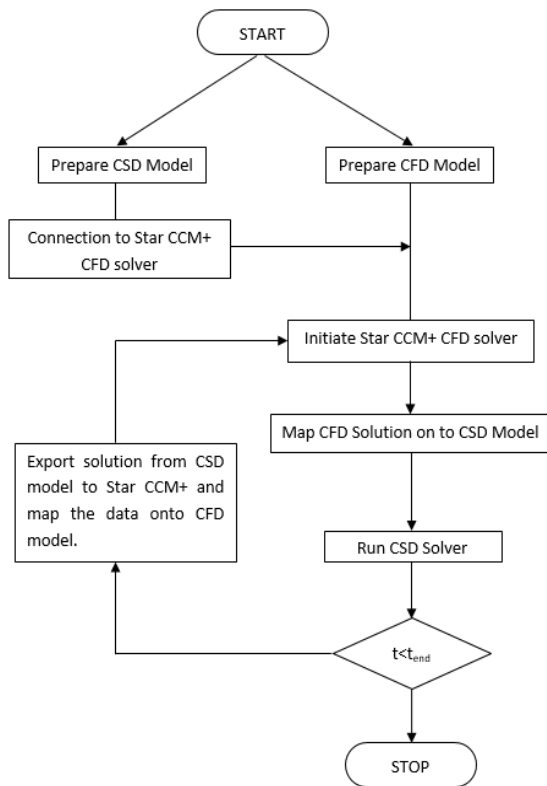 START
Prepare CSD Model
Prepare CFD Model
Connection to Star CCM+
CFD solver
Initiate Star CCM+ CFD solver
Map CFD Solution on to CSD Model
Export solution from CSD
model to Star CCM+ and
map the data onto CFD
model.
Run CSD Solver
t<tend
STOP